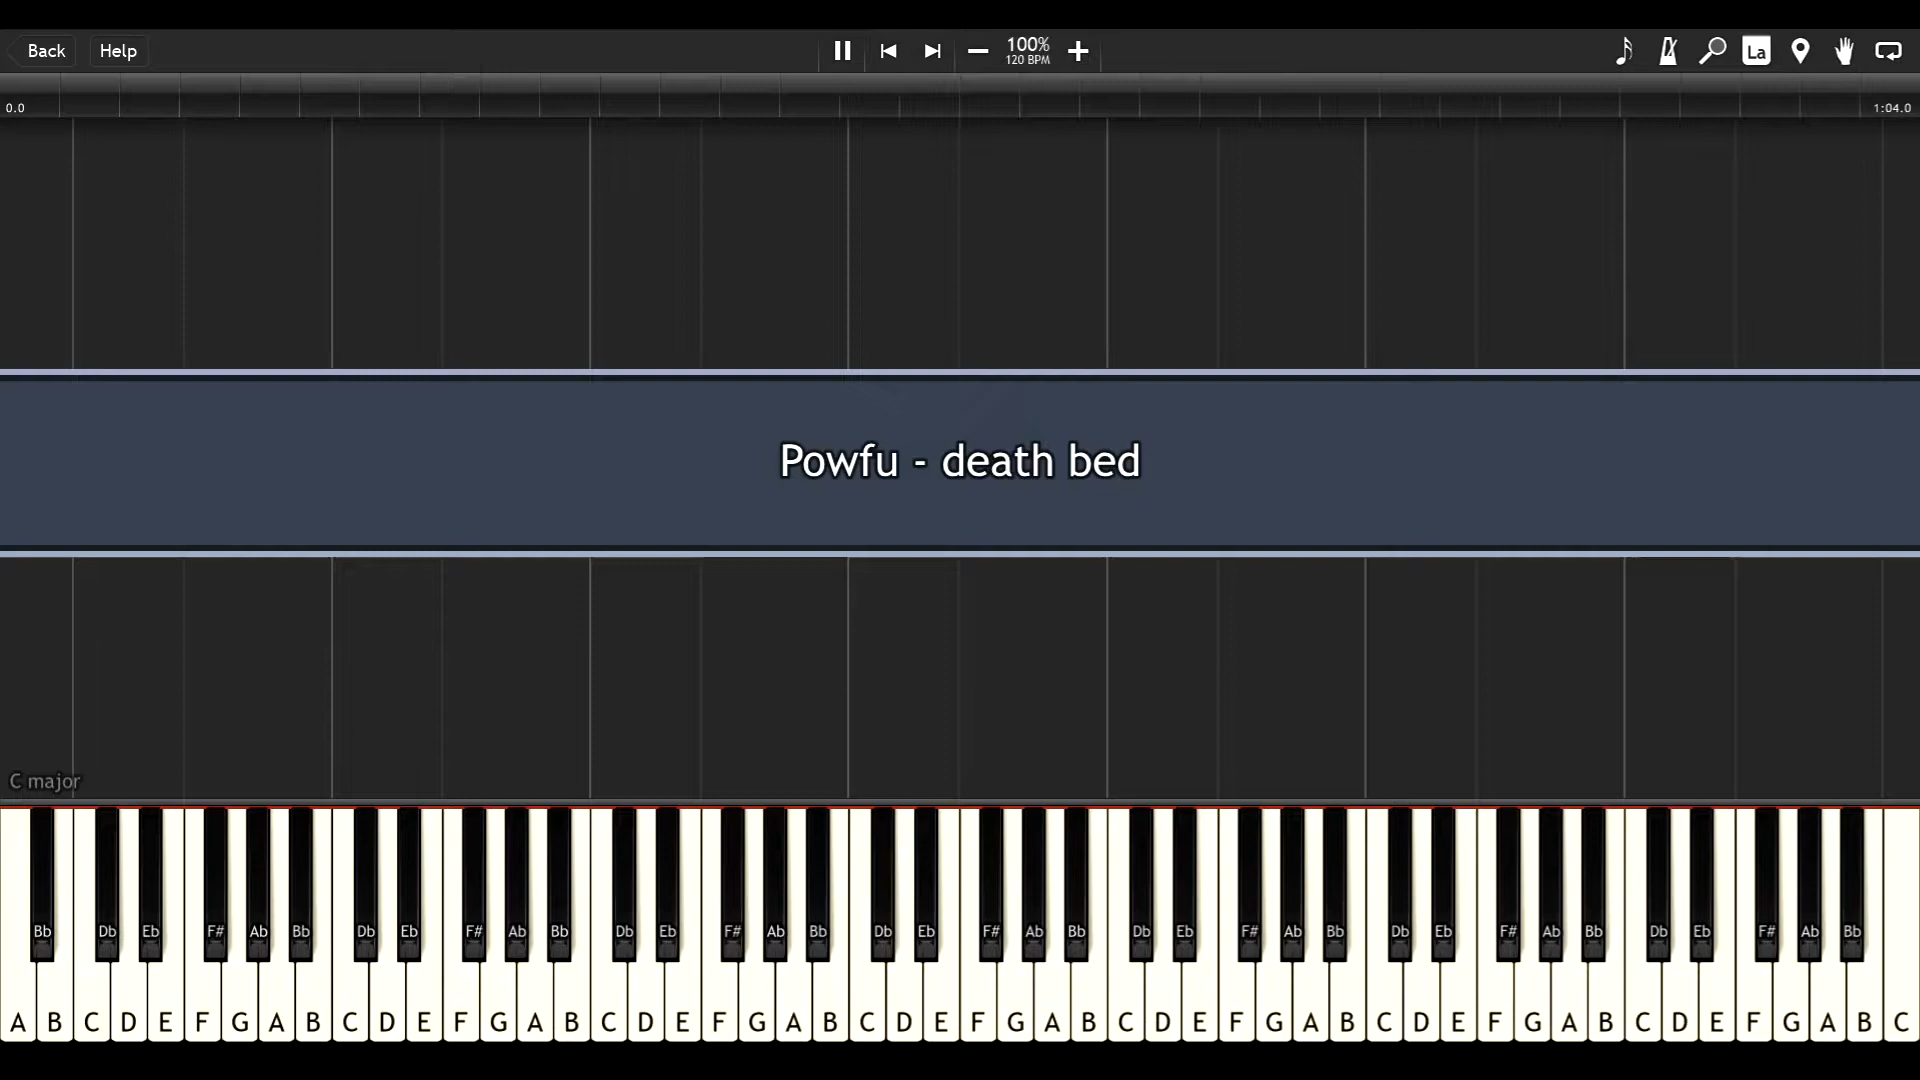 Back Help 100% La
120 BPM
0.0 1:04.0
Powfu - death bed
C major
Bb Db Eb F# Ab Bb Db Eb F# Ab Bb Db Eb F# Ab Bb Db Eb F# Ab Bb Db Eb F# Ab Bb Db Eb F# Ab Bb Db Eb F# Ab Bb
A B C D E F G A B C D E F G A B C D E F G A B C D E F G A B C D E F G A B C D E F G A B C D E F G A B C